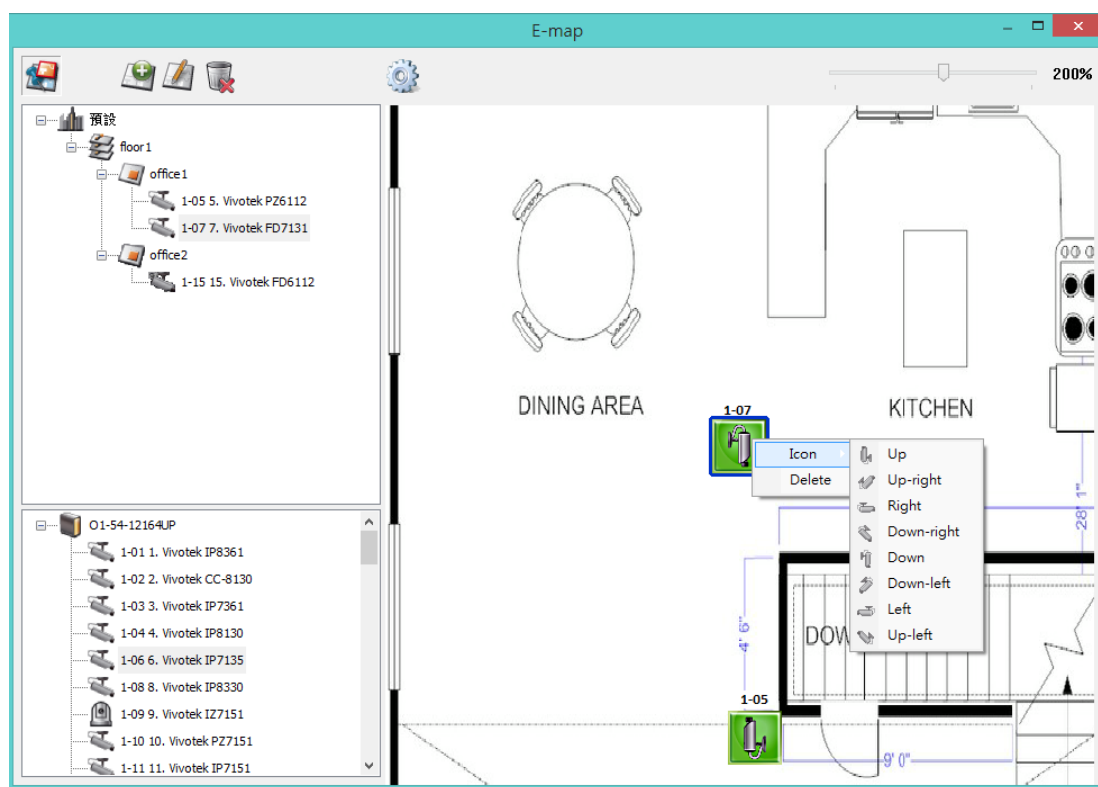 E-map
200%
預設
floor1
office1
1-05 5. Vivotek PZ6112
1-07 7. Vivotek FD7131
office2
1-15 15. Vivotek FD6112
O1-54-12164UP
1-01 1. Vivotek IP8361
1-02 2. Vivotek CC-8130
1-03 3. Vivotek IP7361
1-04 4. Vivotek IP8130
1-06 6. Vivotek IP7135
1-08 8. Vivotek IP8330
1-09 9. Vivotek IZ7151
1-10 10. Vivotek PZ7151
1-11 11. Vivotek IP7151
DINING AREA
KITCHEN
1-07
Icon
Delete
Up
Up-right
Right
Down-right
Down
Down-left
Left
Up-left
28' 1"
4' 6"
DOW
1-05
9' 0"